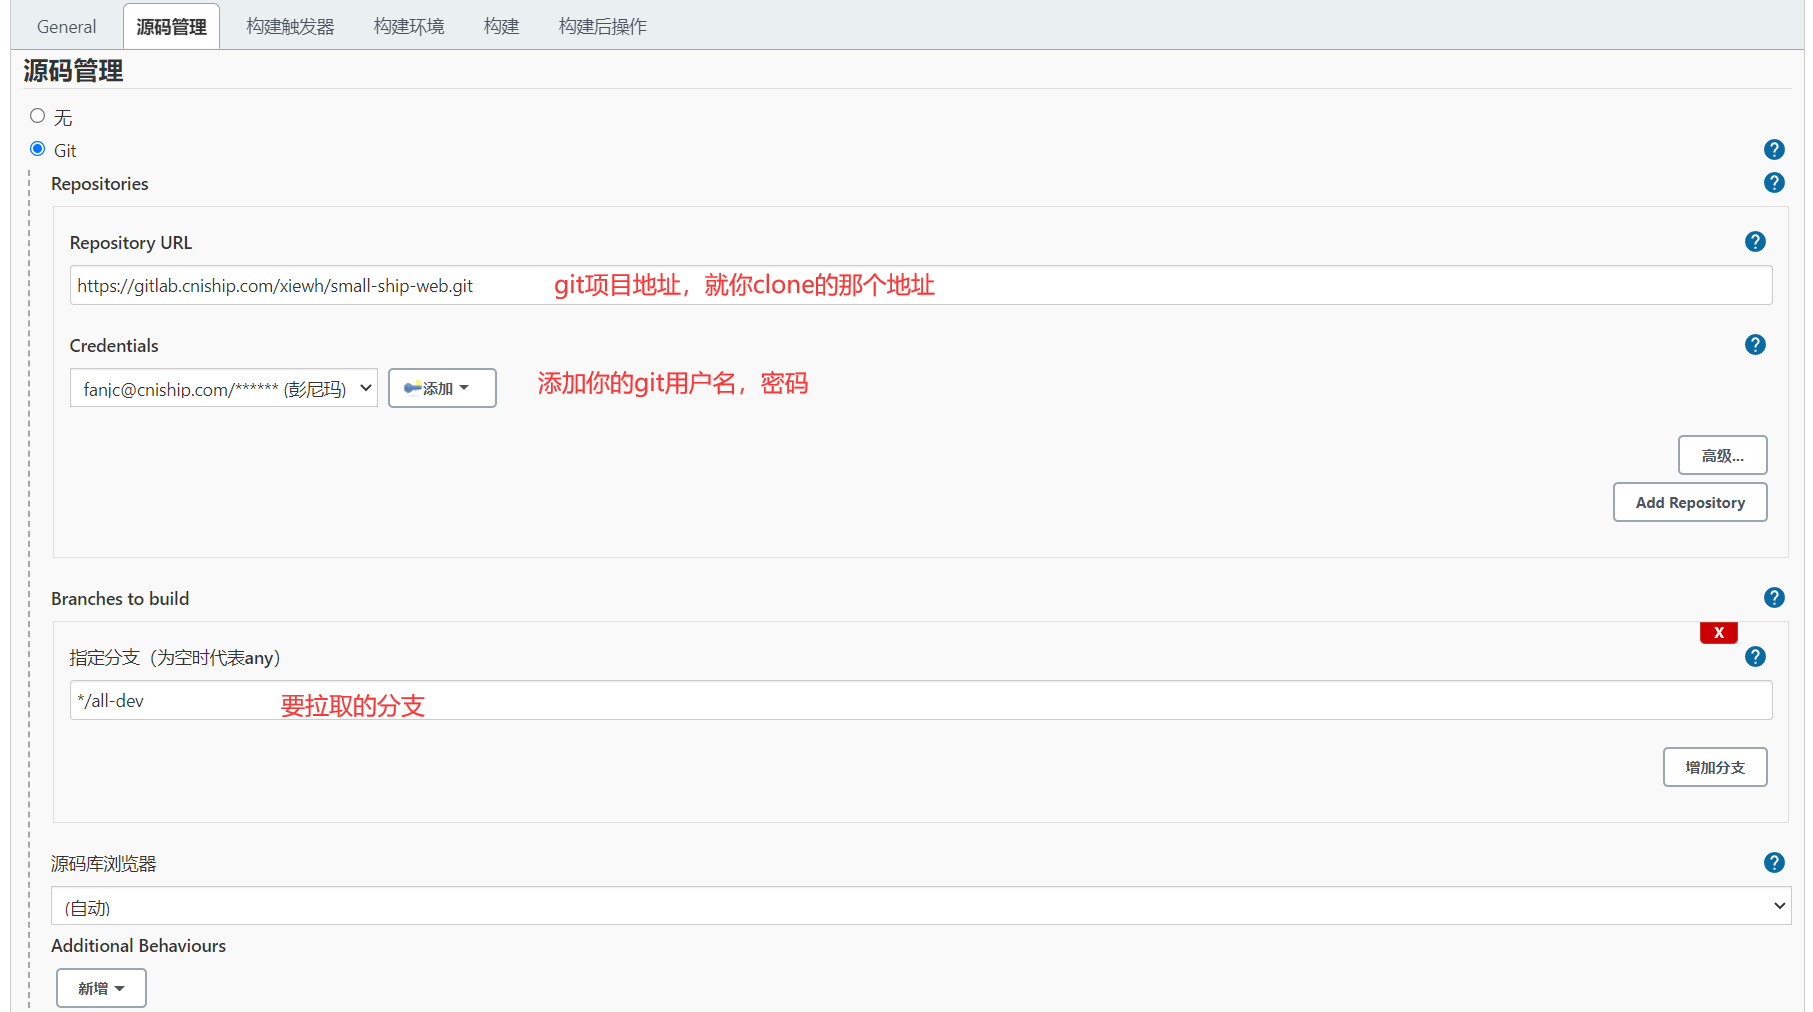 General 源码管理 构建触发器 构建环境 构建 构建后操作
源码管理
无
Git
?
Repositories
?
Repository URL
?
https://gitlab.cniship.com/xiewh/small-ship-web.git git项目地址，就你clone的那个地址
Credentials
?
fanjc@cniship.com/****** (彭尼玛) 添加 添加你的git用户名，密码
高级...
Add Repository
Branches to build
?
X
指定分支（为空时代表any）
?
*/all-dev 要拉取的分支
增加分支
源码库浏览器
?
(自动)
Additional Behaviours
新增